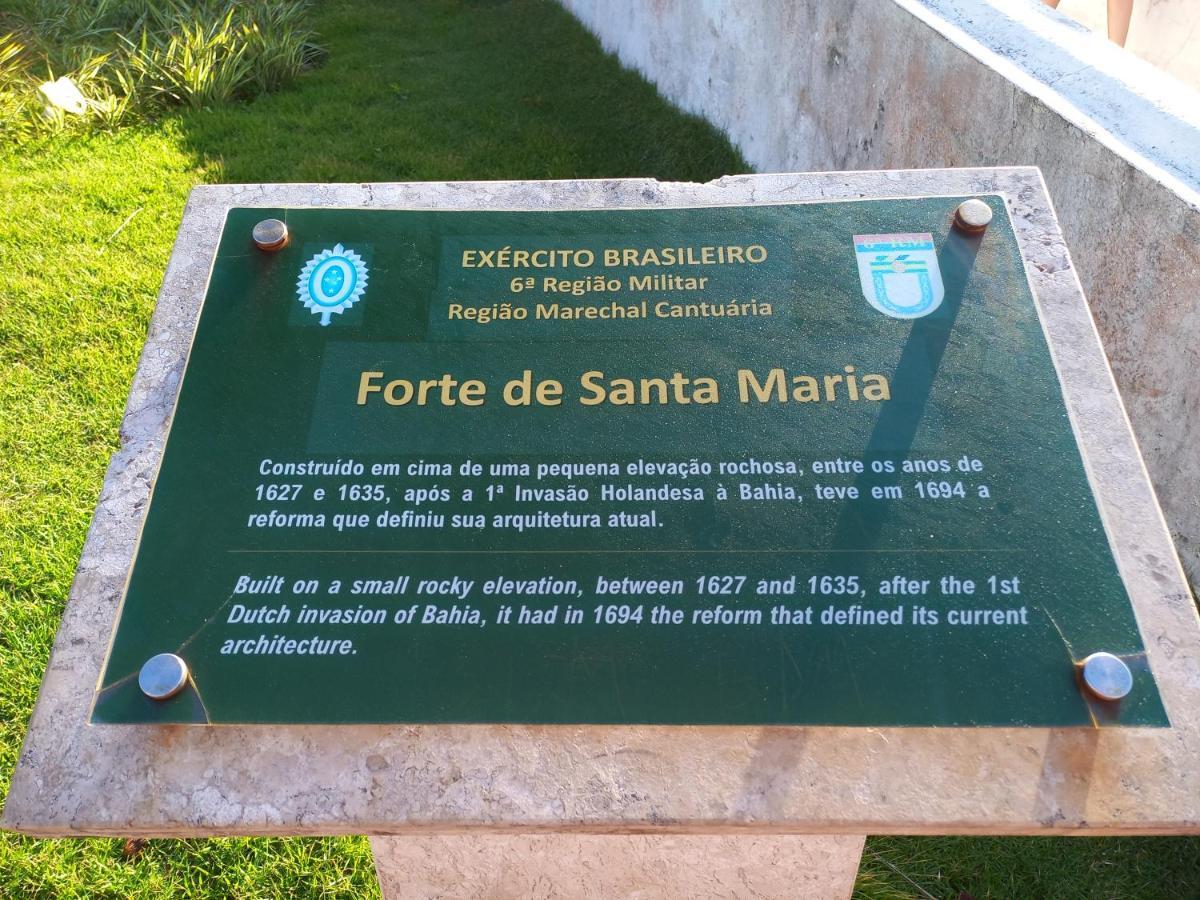 EXÉRCITO BRASILEIRO
6ª Região Militar
Região Marechal Cantuária
Forte de Santa Maria
Construído em cima de uma pequena elevação rochosa, entre os anos de
1627 e 1635, após a 1ª Invasão Holandesa à Bahia, teve em 1694 a
reforma que definiu sua arquitetura atual.
Built on a small rocky elevation, between 1627 and 1635, after the 1st
Dutch invasion of Bahia, it had in 1694 the reform that defined its current
architecture.